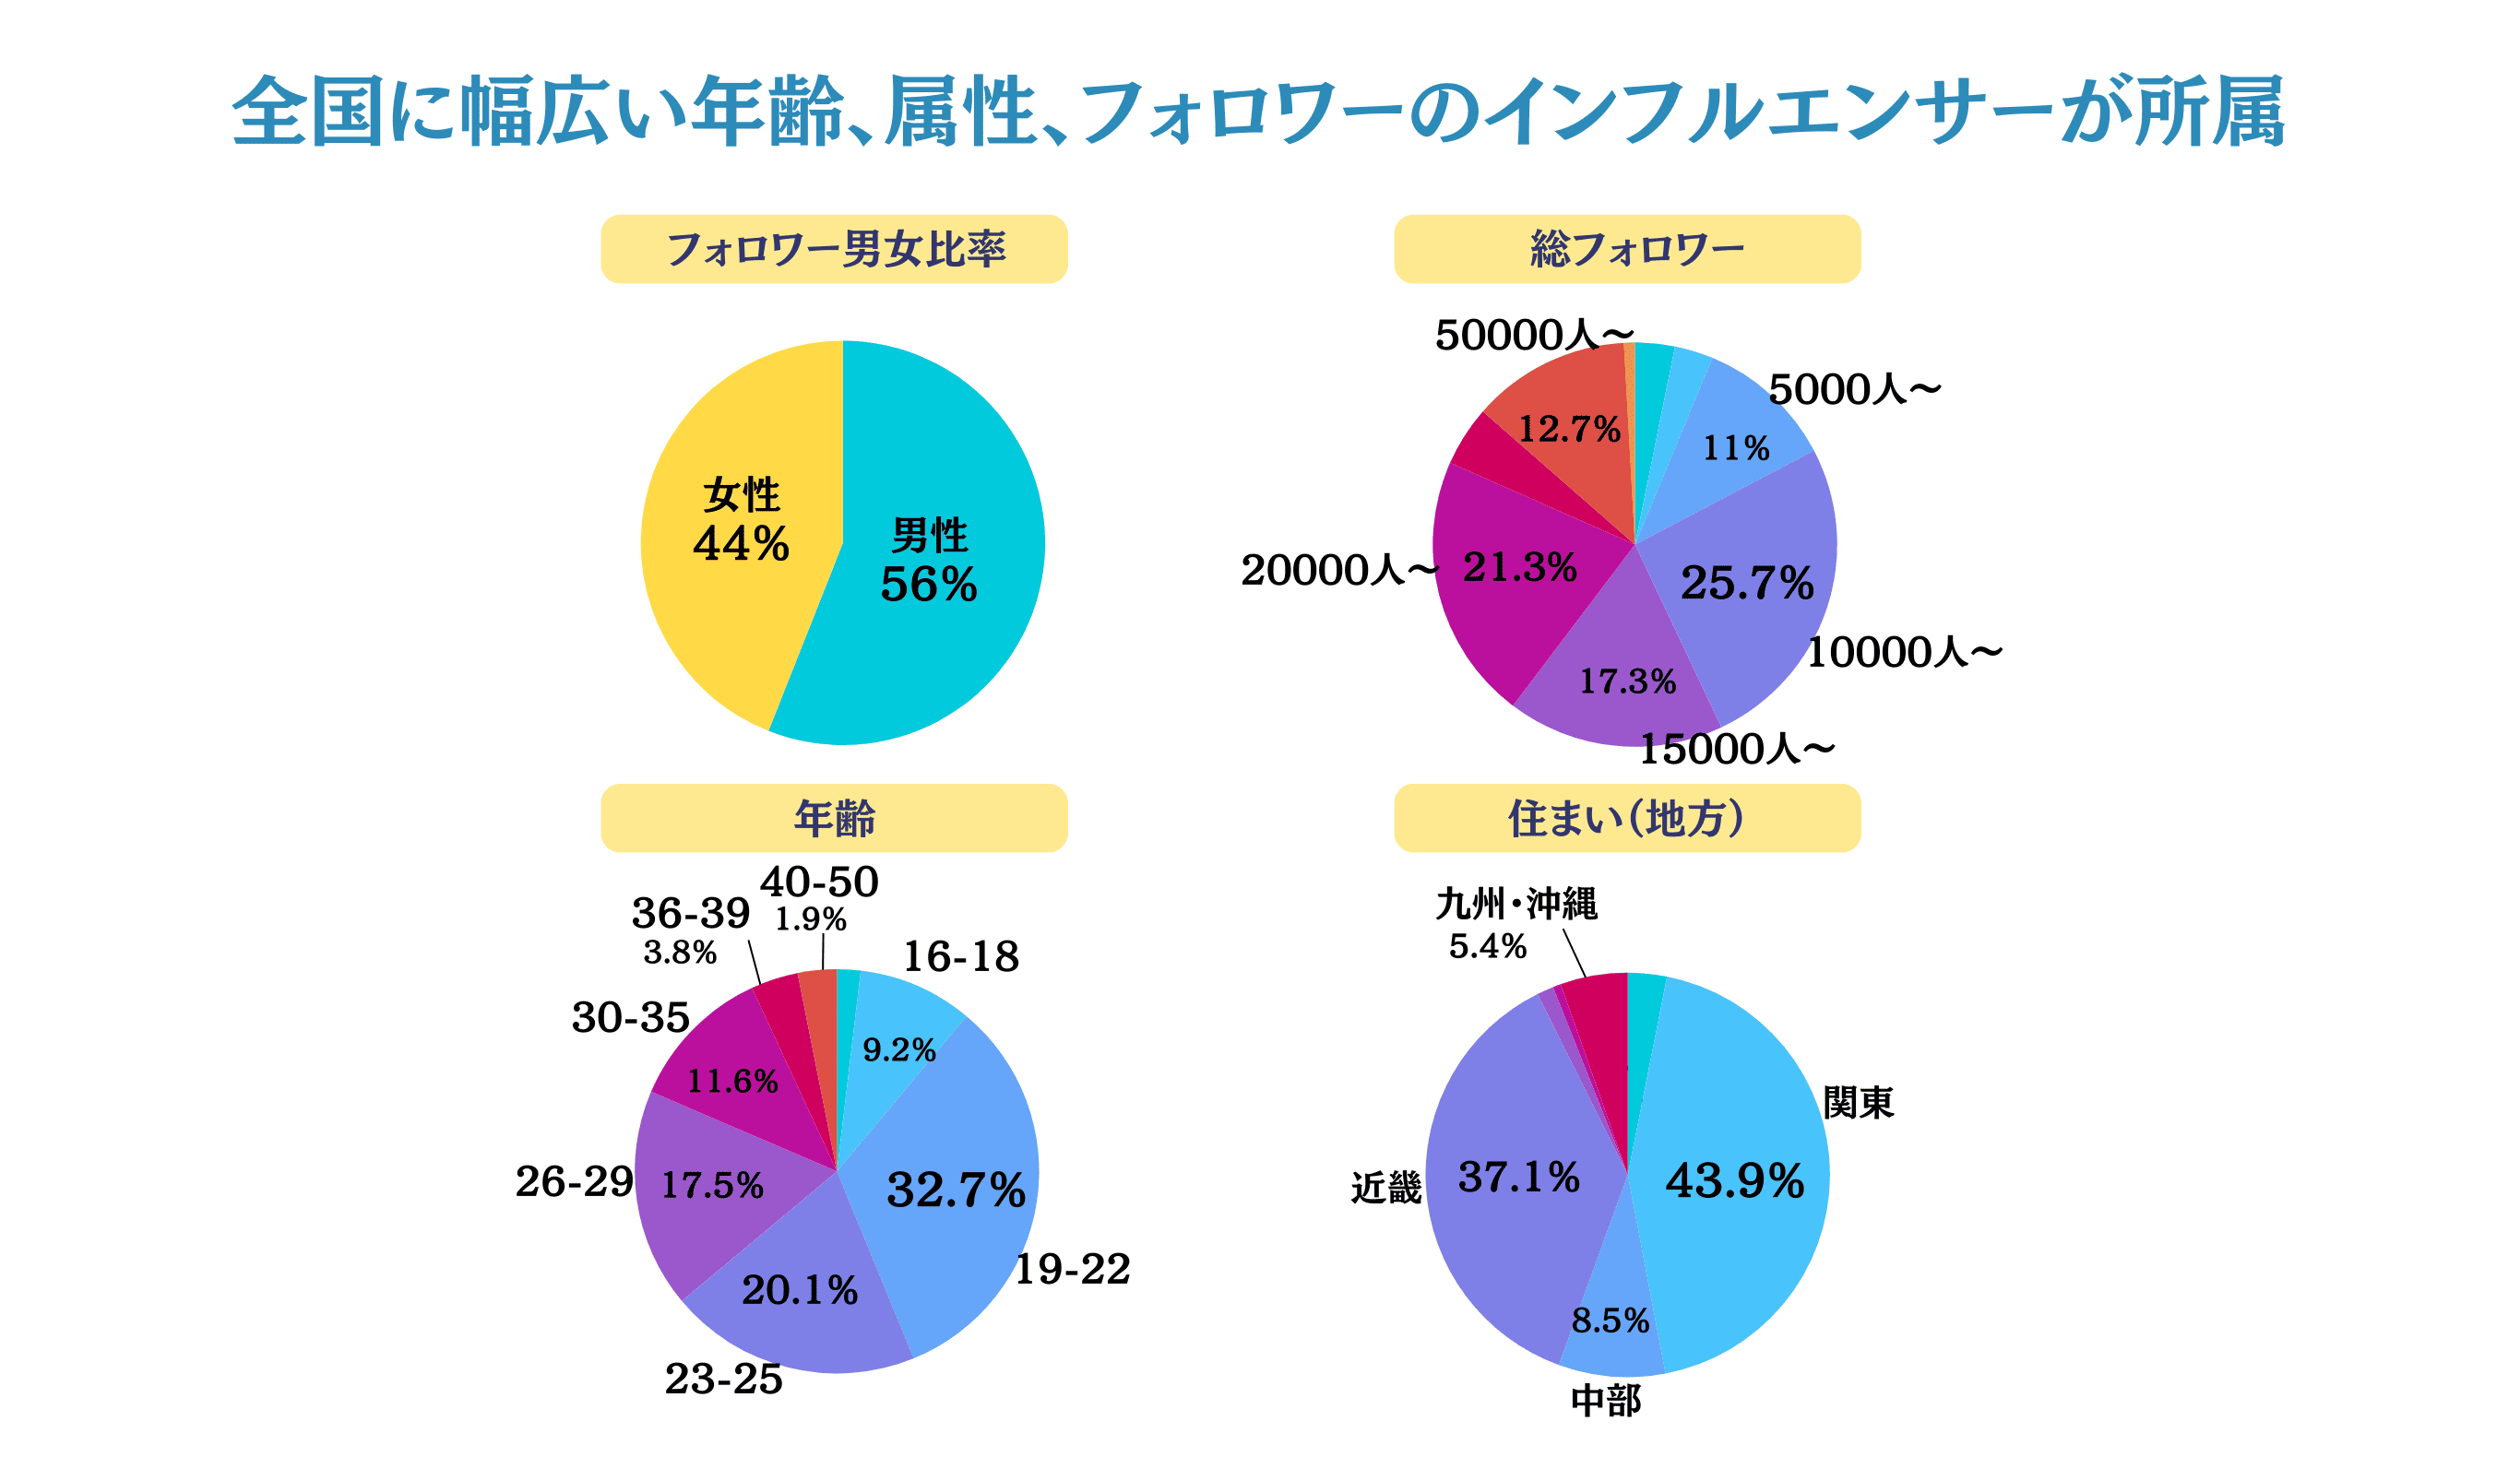 全国に幅広い年齢、属性、フォロワーのインフルエンサーが所属
フォロワー男女比率
女性
44%
男性
56%
総フォロワー
50000人〜
5000人〜
12.7%
11%
20000人〜
21.3%
25.7%
10000人〜
17.3%
15000人〜
年齢
40-50
1.9%
36-39
3.8%
16-18
30-35
9.2%
11.6%
26-29
17.5%
32.7%
19-22
20.1%
23-25
住まい(地方)
九州・沖縄
5.4%
関東
近畿
37.1%
43.9%
8.5%
中部